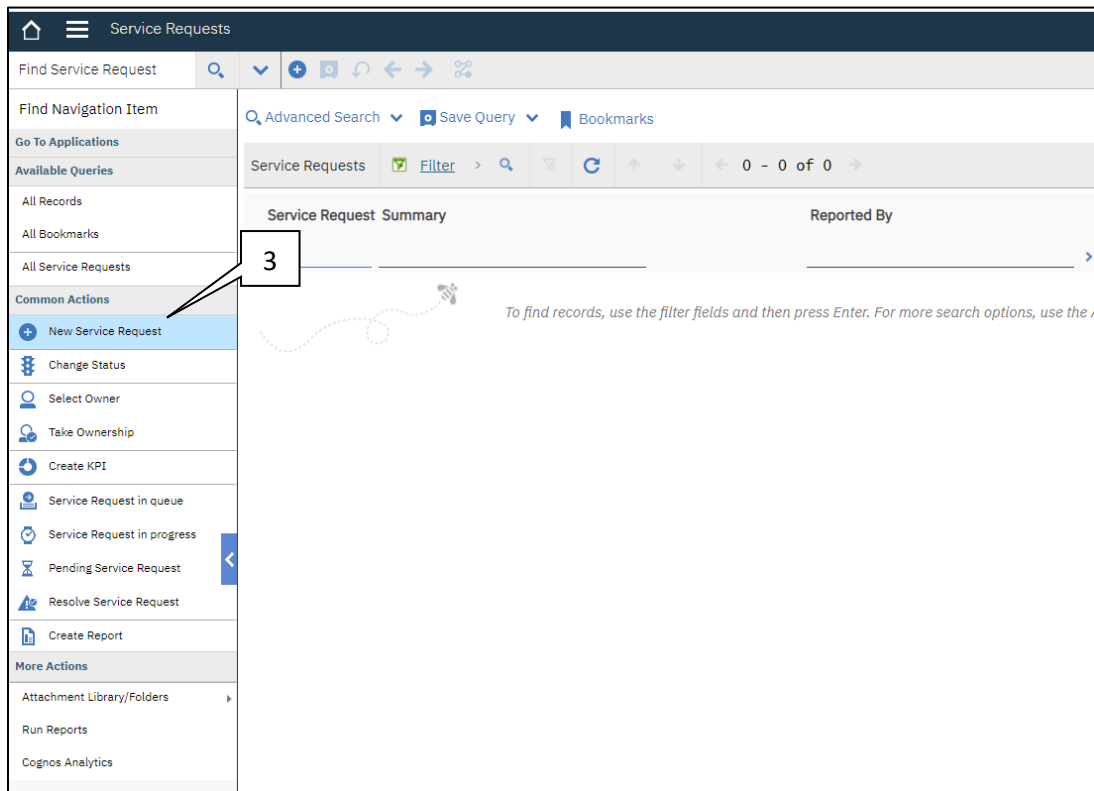 Service Requests
Find Service Request
Find Navigation Item
Go To Applications
Available Queries
All Records
All Bookmarks
All Service Requests
Common Actions
New Service Request
Change Status
Select Owner
Take Ownership
Create KPI
Service Request in queue
Service Request in progress
Pending Service Request
Resolve Service Request
Create Report
More Actions
Attachment Library/Folders
Run Reports
Cognos Analytics
Advanced Search Save Query Bookmarks
Service Requests Filter 0 - 0 of 0
Service Request Summary Reported By
3
To find records, use the filter fields and then press Enter. For more search options, use the